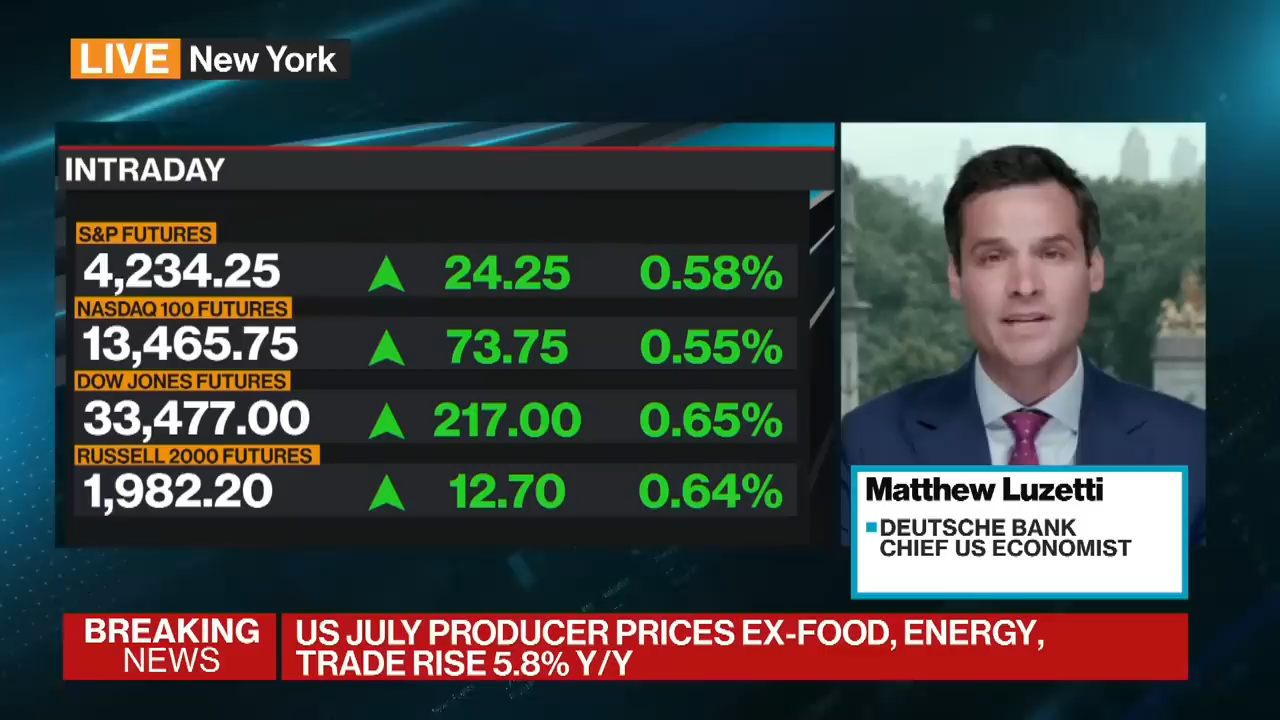 LIVE New York
INTRADAY
S&P FUTURES
4,234.25 24.25 0.58%
NASDAQ 100 FUTURES
13,465.75 73.75 0.55%
DOW JONES FUTURES
33,477.00 217.00 0.65%
RUSSELL 2000 FUTURES
1,982.20 12.70 0.64%
Matthew Luzetti
DEUTSCHE BANK
CHIEF US ECONOMIST
BREAKING
NEWS
US JULY PRODUCER PRICES EX-FOOD, ENERGY,
TRADE RISE 5.8% Y/Y